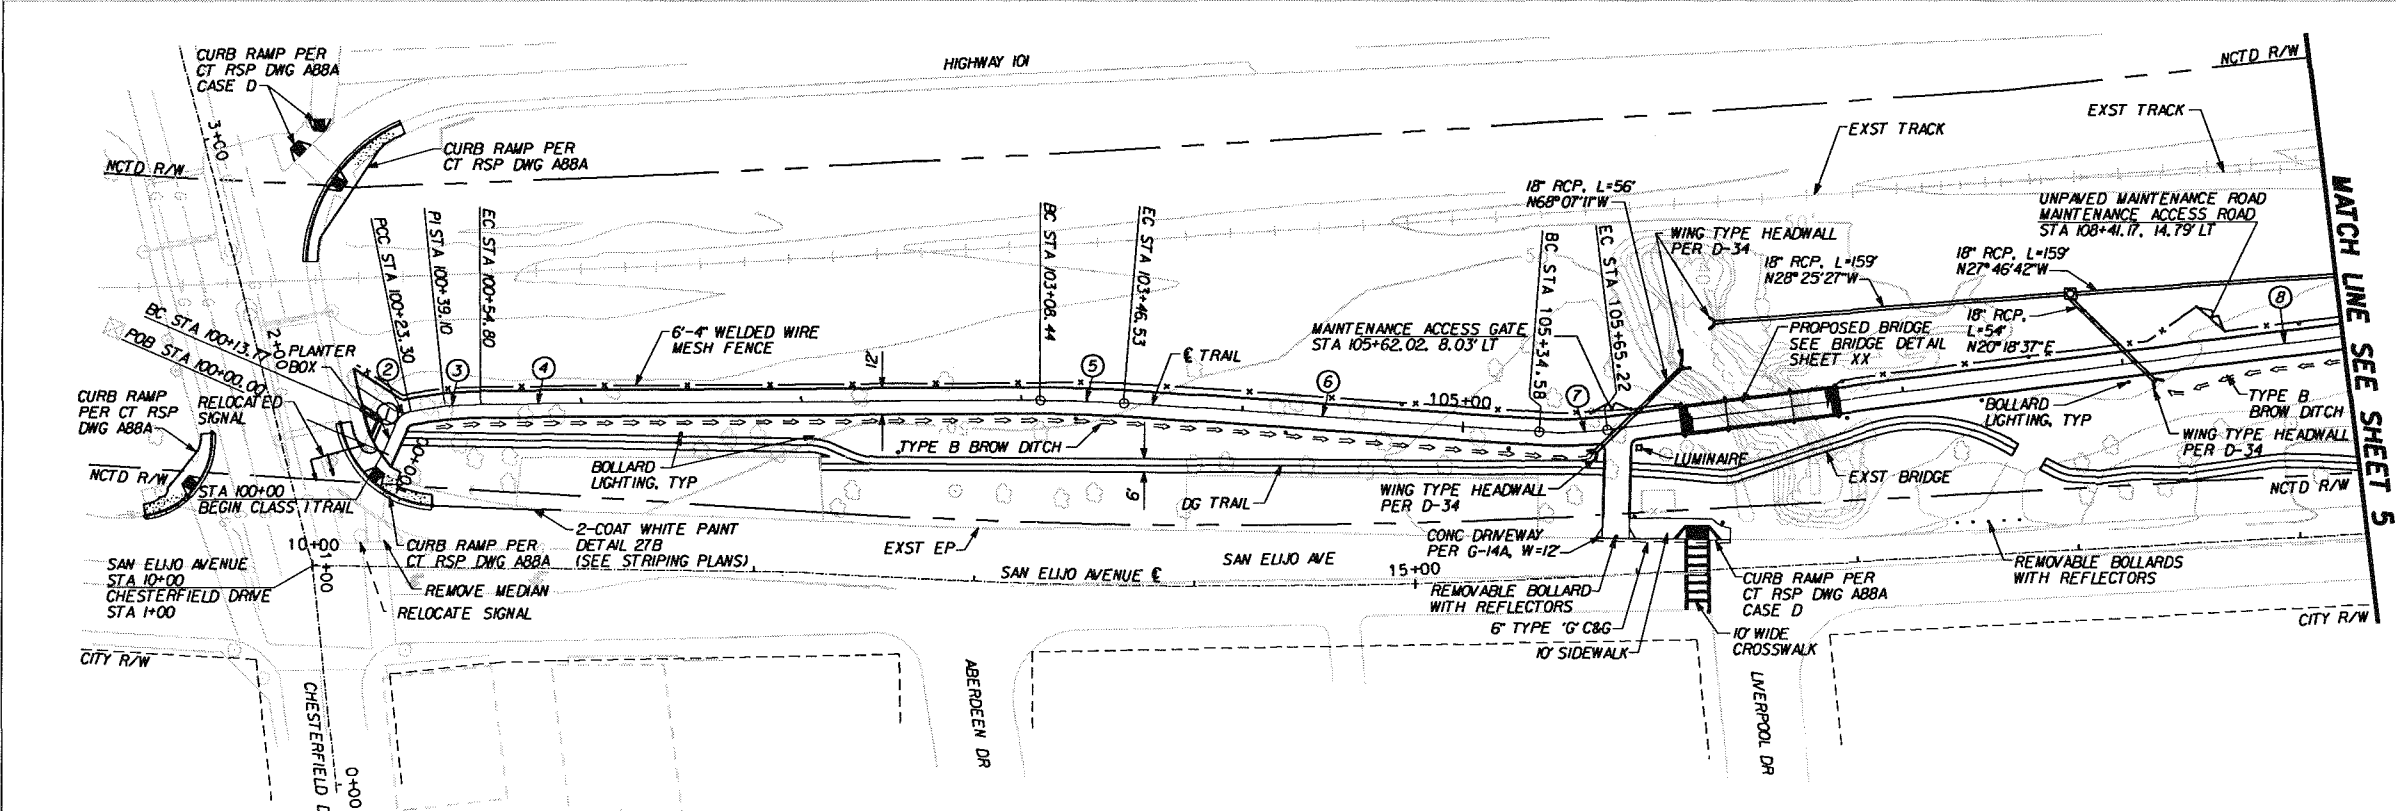 CURB RAMP PER
CT RSP DWG A88A
CASE D
HIGHWAY 101
NCTD R/W
EXST TRACK
EXST TRACK
3+00
CURB RAMP PER
CT RSP DWG A88A
NCTD R/W
MATCH LINE SEE SHEET 5
18" RCP, L=56'
N68°07'11"W
UNPAVED MAINTENANCE ROAD
MAINTENANCE ACCESS ROAD
STA 108+41.17, 14.79' LT
PCC STA 100+23.30
PI STA 100+39.10
EC STA 100+54.80
BC STA 103+08.44
EC STA 103+46.53
BC STA 105+34.58
EC STA 105+65.22
WING TYPE HEADWALL
PER D-34
50'
18" RCP, L=159'
N28°25'27"W
18" RCP, L=159'
N27°46'42"W
BC STA 100+13.77
POB STA 100+00.00
2+00
PLANTER
BOX
6'-4" WELDED WIRE
MESH FENCE
12'
℄ TRAIL
MAINTENANCE ACCESS GATE
STA 105+62.02, 8.03' LT
PROPOSED BRIDGE
SEE BRIDGE DETAIL
SHEET XX
18" RCP,
L=54'
N20°18'37"E
8
2
3
4
5
6
7
105+00
CURB RAMP
PER CT RSP
DWG A88A
RELOCATED
SIGNAL
TYPE B BROW DITCH
BOLLARD
LIGHTING, TYP
BOLLARD
LIGHTING, TYP
TYPE B
BROW DITCH
WING TYPE HEADWALL
PER D-34
LUMINAIRE
EXST BRIDGE
NCTD R/W
STA 100+00
BEGIN CLASS I TRAIL
6'
DG TRAIL
WING TYPE HEADWALL
PER D-34
NCTD R/W
10+00
1+00
CURB RAMP PER
CT RSP DWG A88A
2-COAT WHITE PAINT
DETAIL 27B
(SEE STRIPING PLANS)
EXST EP
CONC DRIVEWAY
PER G-14A, W=12'
SAN ELIJO AVENUE
STA 10+00
CHESTERFIELD DRIVE
STA 1+00
REMOVE MEDIAN
RELOCATE SIGNAL
SAN ELIJO AVENUE ℄
SAN ELIJO AVE
15+00
REMOVABLE BOLLARD
WITH REFLECTORS
6" TYPE 'G' C&G
10' SIDEWALK
CURB RAMP PER
CT RSP DWG A88A
CASE D
10' WIDE
CROSSWALK
REMOVABLE BOLLARDS
WITH REFLECTORS
CITY R/W
CITY R/W
CHESTERFIELD D
0+00
ABERDEEN DR
LIVERPOOL DR